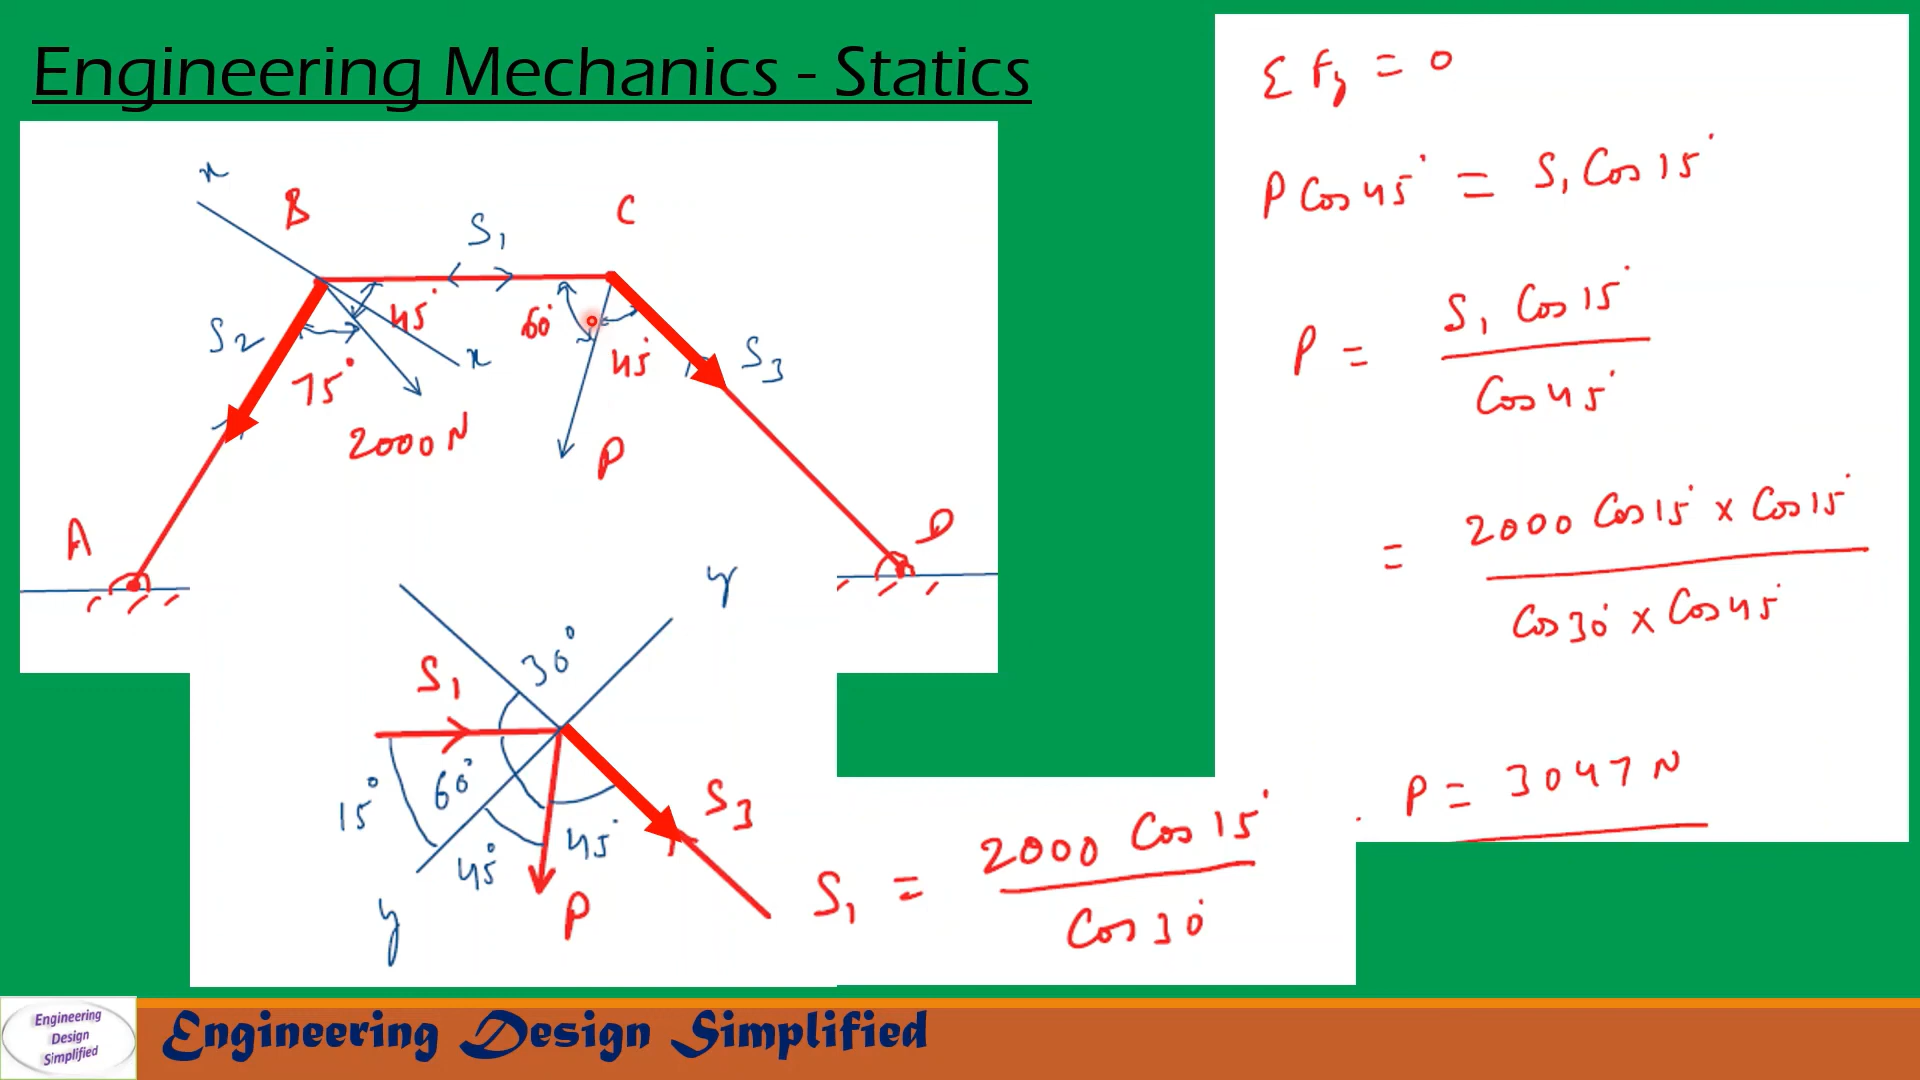 Engineering Mechanics - Statics
x
B
S1
C
45°
60°
45°
S2
x
S3
75°
2000 N
P
A
D
y
30°
S1
15°
60°
45°
45°
S3
P
y
S1 = 2000 Cos 15° / Cos 30°
Σ Fy = 0
P Cos 45° = S1 Cos 15°
P = S1 Cos 15° / Cos 45°
= 2000 Cos 15° x Cos 15° / Cos 30° x Cos 45°
P = 3047 N
Engineering
Design
Simplified
Engineering Design Simplified